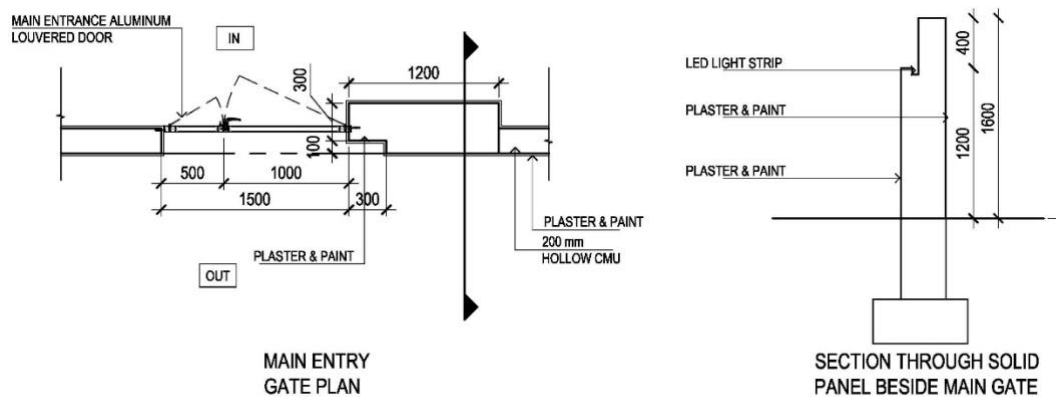 MAIN ENTRANCE ALUMINUM
LOUVERED DOOR
IN
1200
300
300
100
500
1000
1500
300
PLASTER & PAINT
OUT
PLASTER & PAINT
200 mm
HOLLOW CMU
MAIN ENTRY
GATE PLAN
LED LIGHT STRIP
PLASTER & PAINT
PLASTER & PAINT
400
1200
1600
SECTION THROUGH SOLID
PANEL BESIDE MAIN GATE